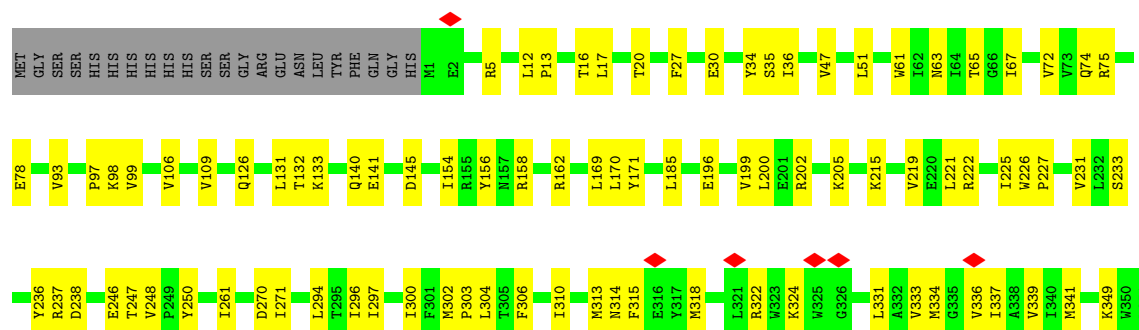 MET GLY SER SER HIS HIS HIS HIS HIS HIS SER SER GLY ARG GLU ASN LEU TYR PHE GLN GLY HIS M1 E2 R5 L12 P13 T16 L17 T20 F27 E30 Y34 S35 I36 V47 L51 W61 I62 N63 I64 T65 G66 I67 V72 V73 Q74 R75
E78 V93 P97 K98 V99 V106 V109 Q126 L131 T132 K133 Q140 E141 D145 I154 R155 Y156 N157 R158 R162 L169 L170 Y171 L185 E196 V199 L200 E201 R202 K205 K215 V219 E220 L221 R222 I225 W226 P227 V231 L232 S233
Y236 R237 D238 E246 T247 V248 P249 Y250 I261 D270 I271 L294 T295 I296 I297 I300 F301 M302 P303 L304 T305 F306 I310 M313 N314 F315 E316 Y317 M318 L321 R322 W323 K324 W325 G326 L331 A332 V333 M334 G335 V336 I337 A338 V339 I340 M341 K349 W350